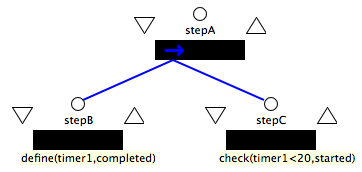 stepA
stepB
stepC
define(timer1,completed)
check(timer1<20,started)